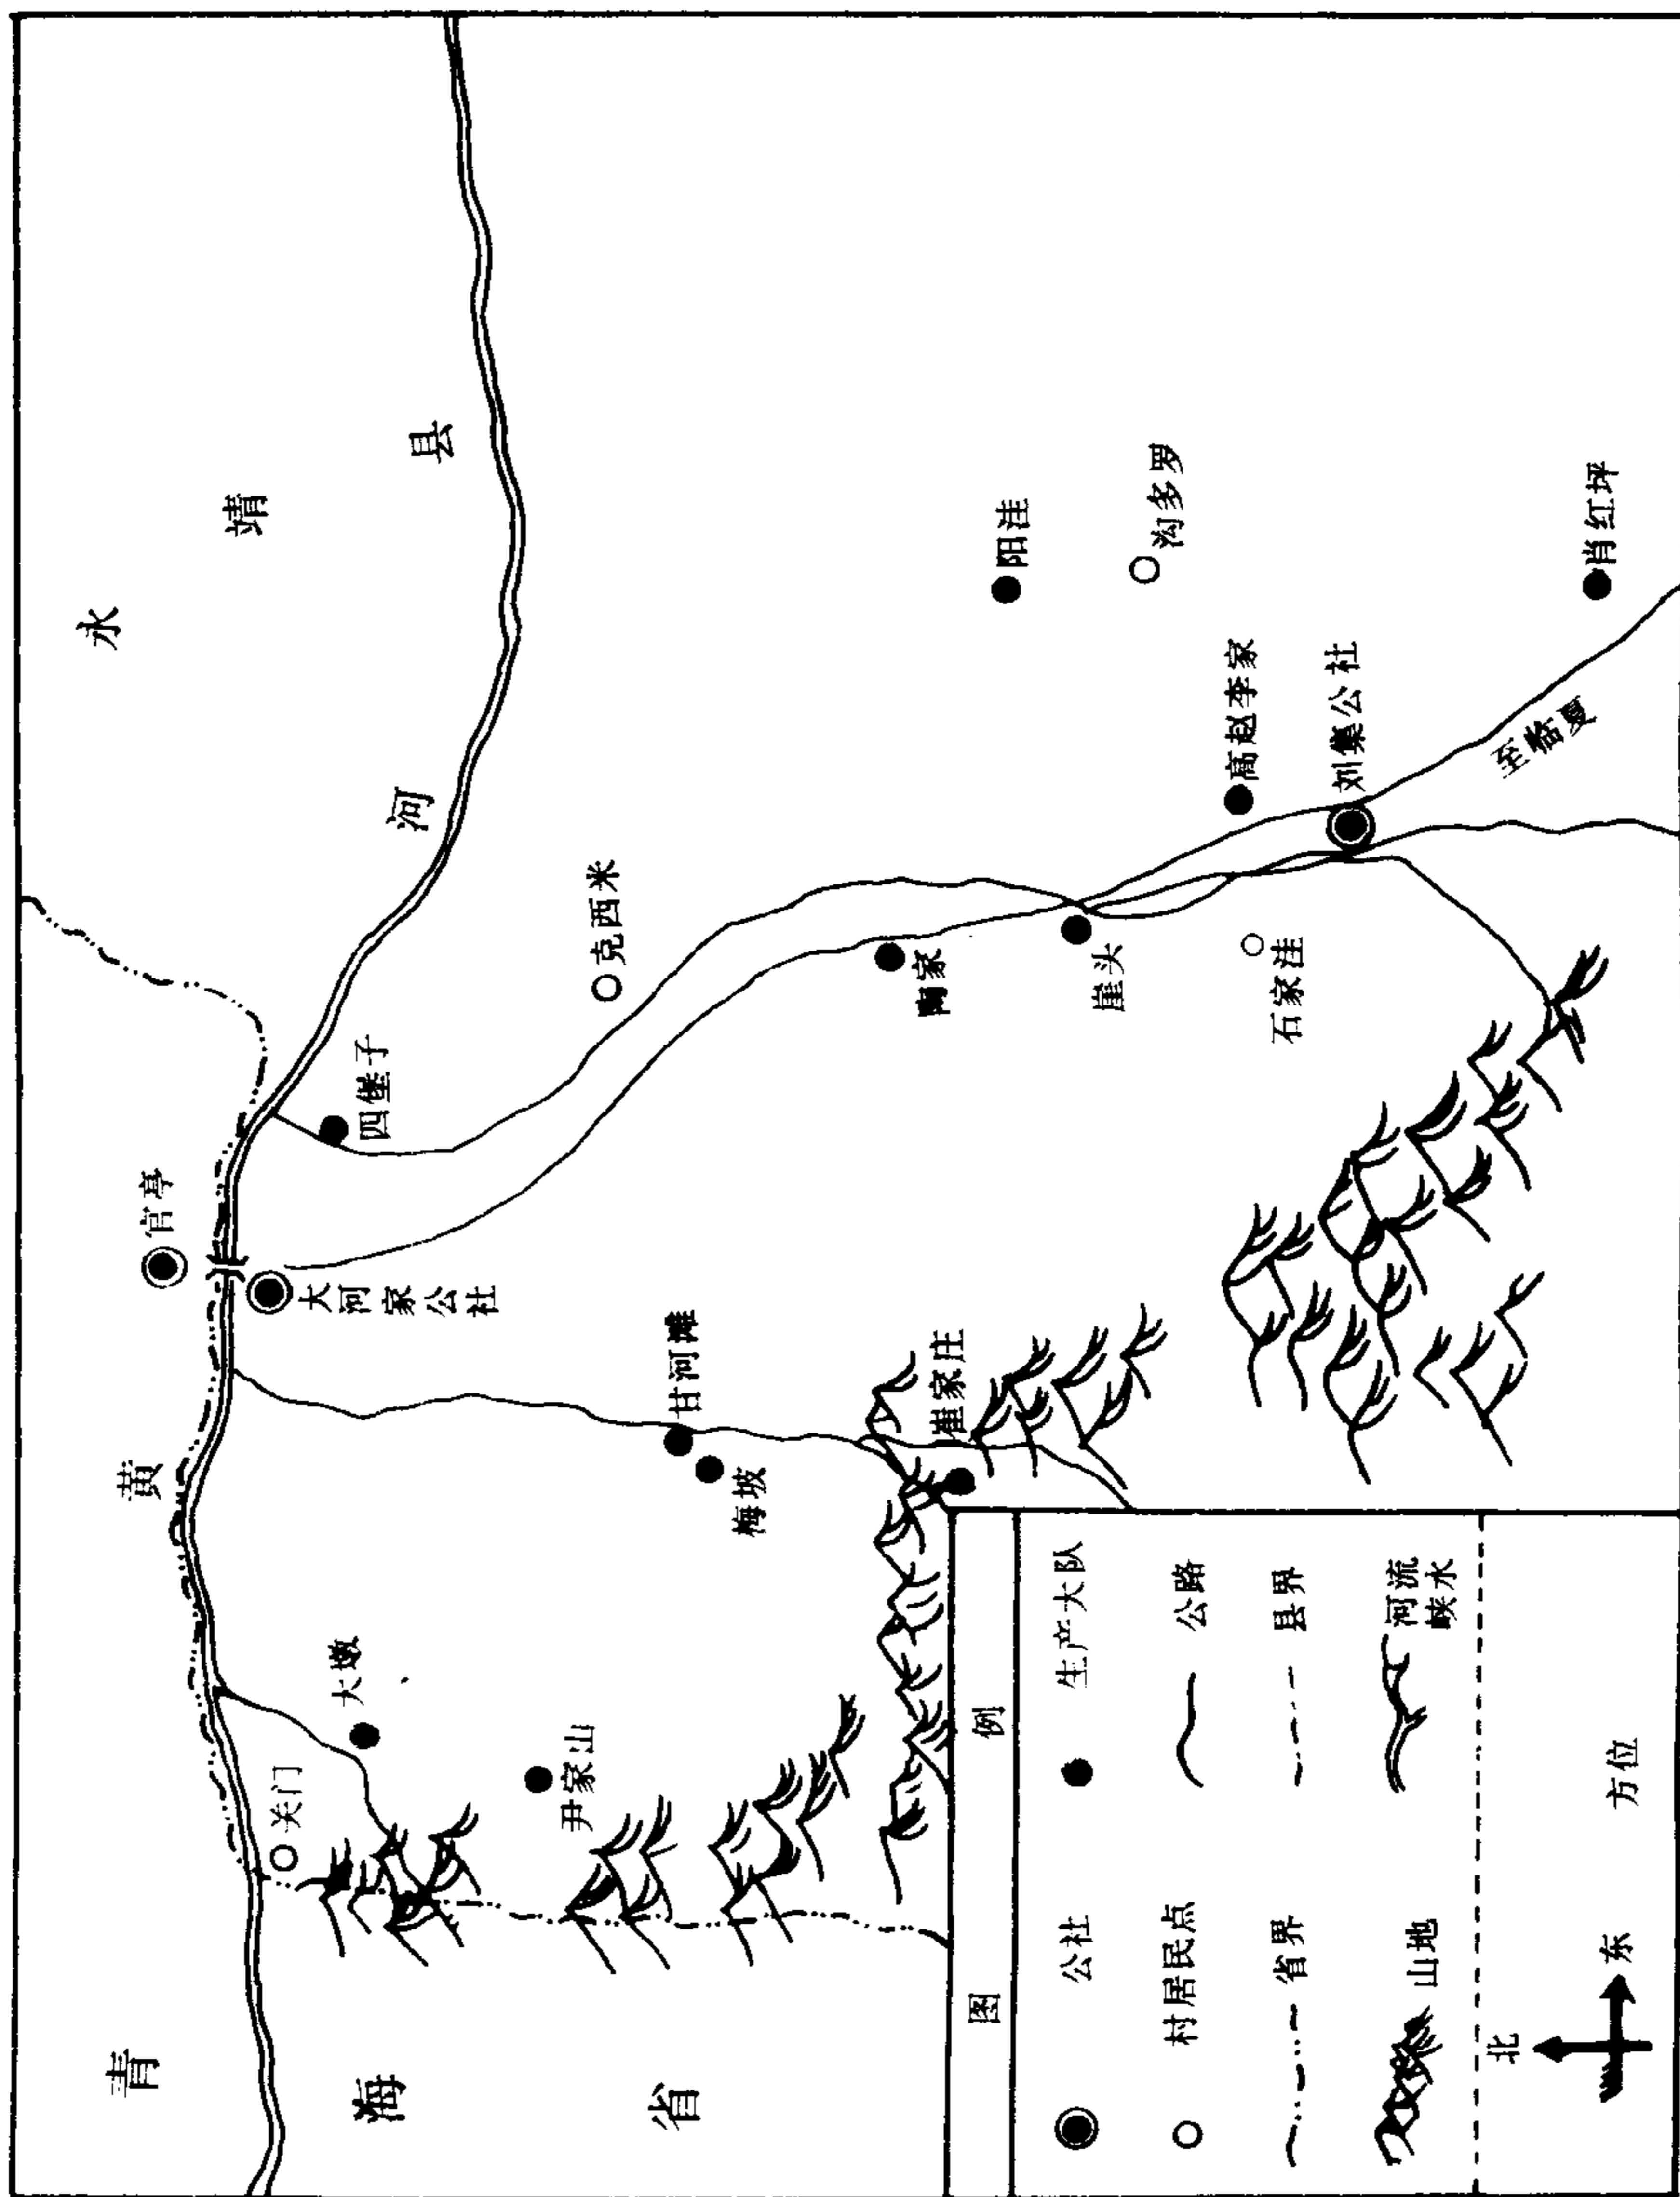 青
海
省
黄
河
永
靖
县
官亭
大河家公社
四堡子
克西米
关门
大墩
尹家山
甘河滩
梅坡
崔家庄
陶家
崖头
石家洼
阳洼
沟多罗
高赵李家
刘集公社
肖红坪
至临夏
图例
公社
生产大队
村居民点
公路
省界
县界
山地
河流
峡水
方位
北
东